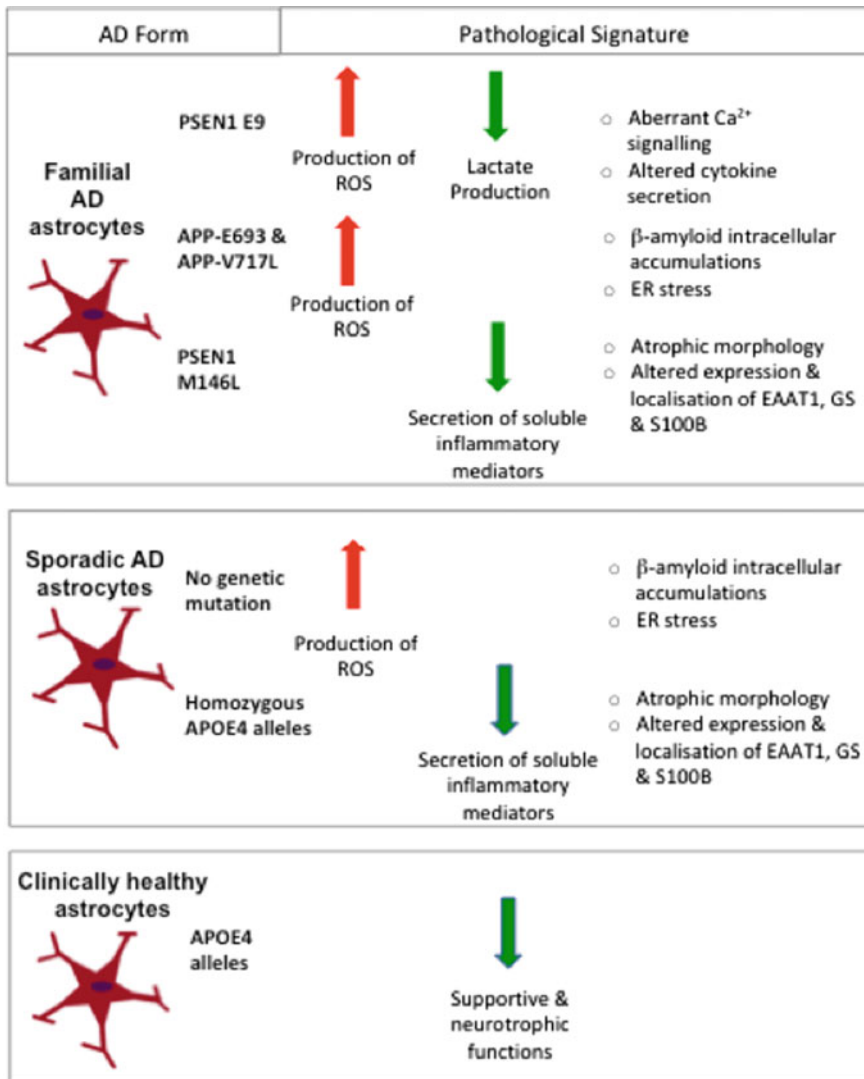 AD Form
Pathological Signature
Familial
AD
astrocytes
PSEN1 E9
Production of
ROS
Lactate
Production
○ Aberrant Ca²⁺
signalling
○ Altered cytokine
secretion
APP-E693 &
APP-V717L
Production of
ROS
○ β-amyloid intracellular
accumulations
○ ER stress
PSEN1
M146L
Secretion of soluble
inflammatory
mediators
○ Atrophic morphology
○ Altered expression &
localisation of EAAT1, GS
& S100B
Sporadic AD
astrocytes
No genetic
mutation
Production of
ROS
○ β-amyloid intracellular
accumulations
○ ER stress
Homozygous
APOE4 alleles
Secretion of soluble
inflammatory
mediators
○ Atrophic morphology
○ Altered expression &
localisation of EAAT1, GS
& S100B
Clinically healthy
astrocytes
APOE4
alleles
Supportive &
neurotrophic
functions